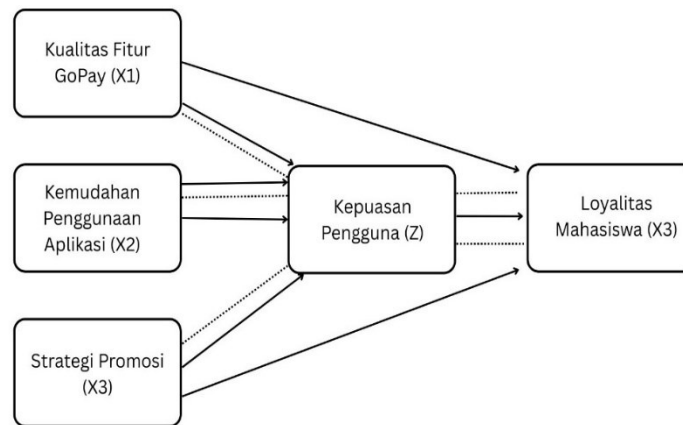 Kualitas Fitur
GoPay (X1)
Kemudahan
Penggunaan
Aplikasi (X2)
Kepuasan
Pengguna (Z)
Loyalitas
Mahasiswa (X3)
Strategi Promosi
(X3)